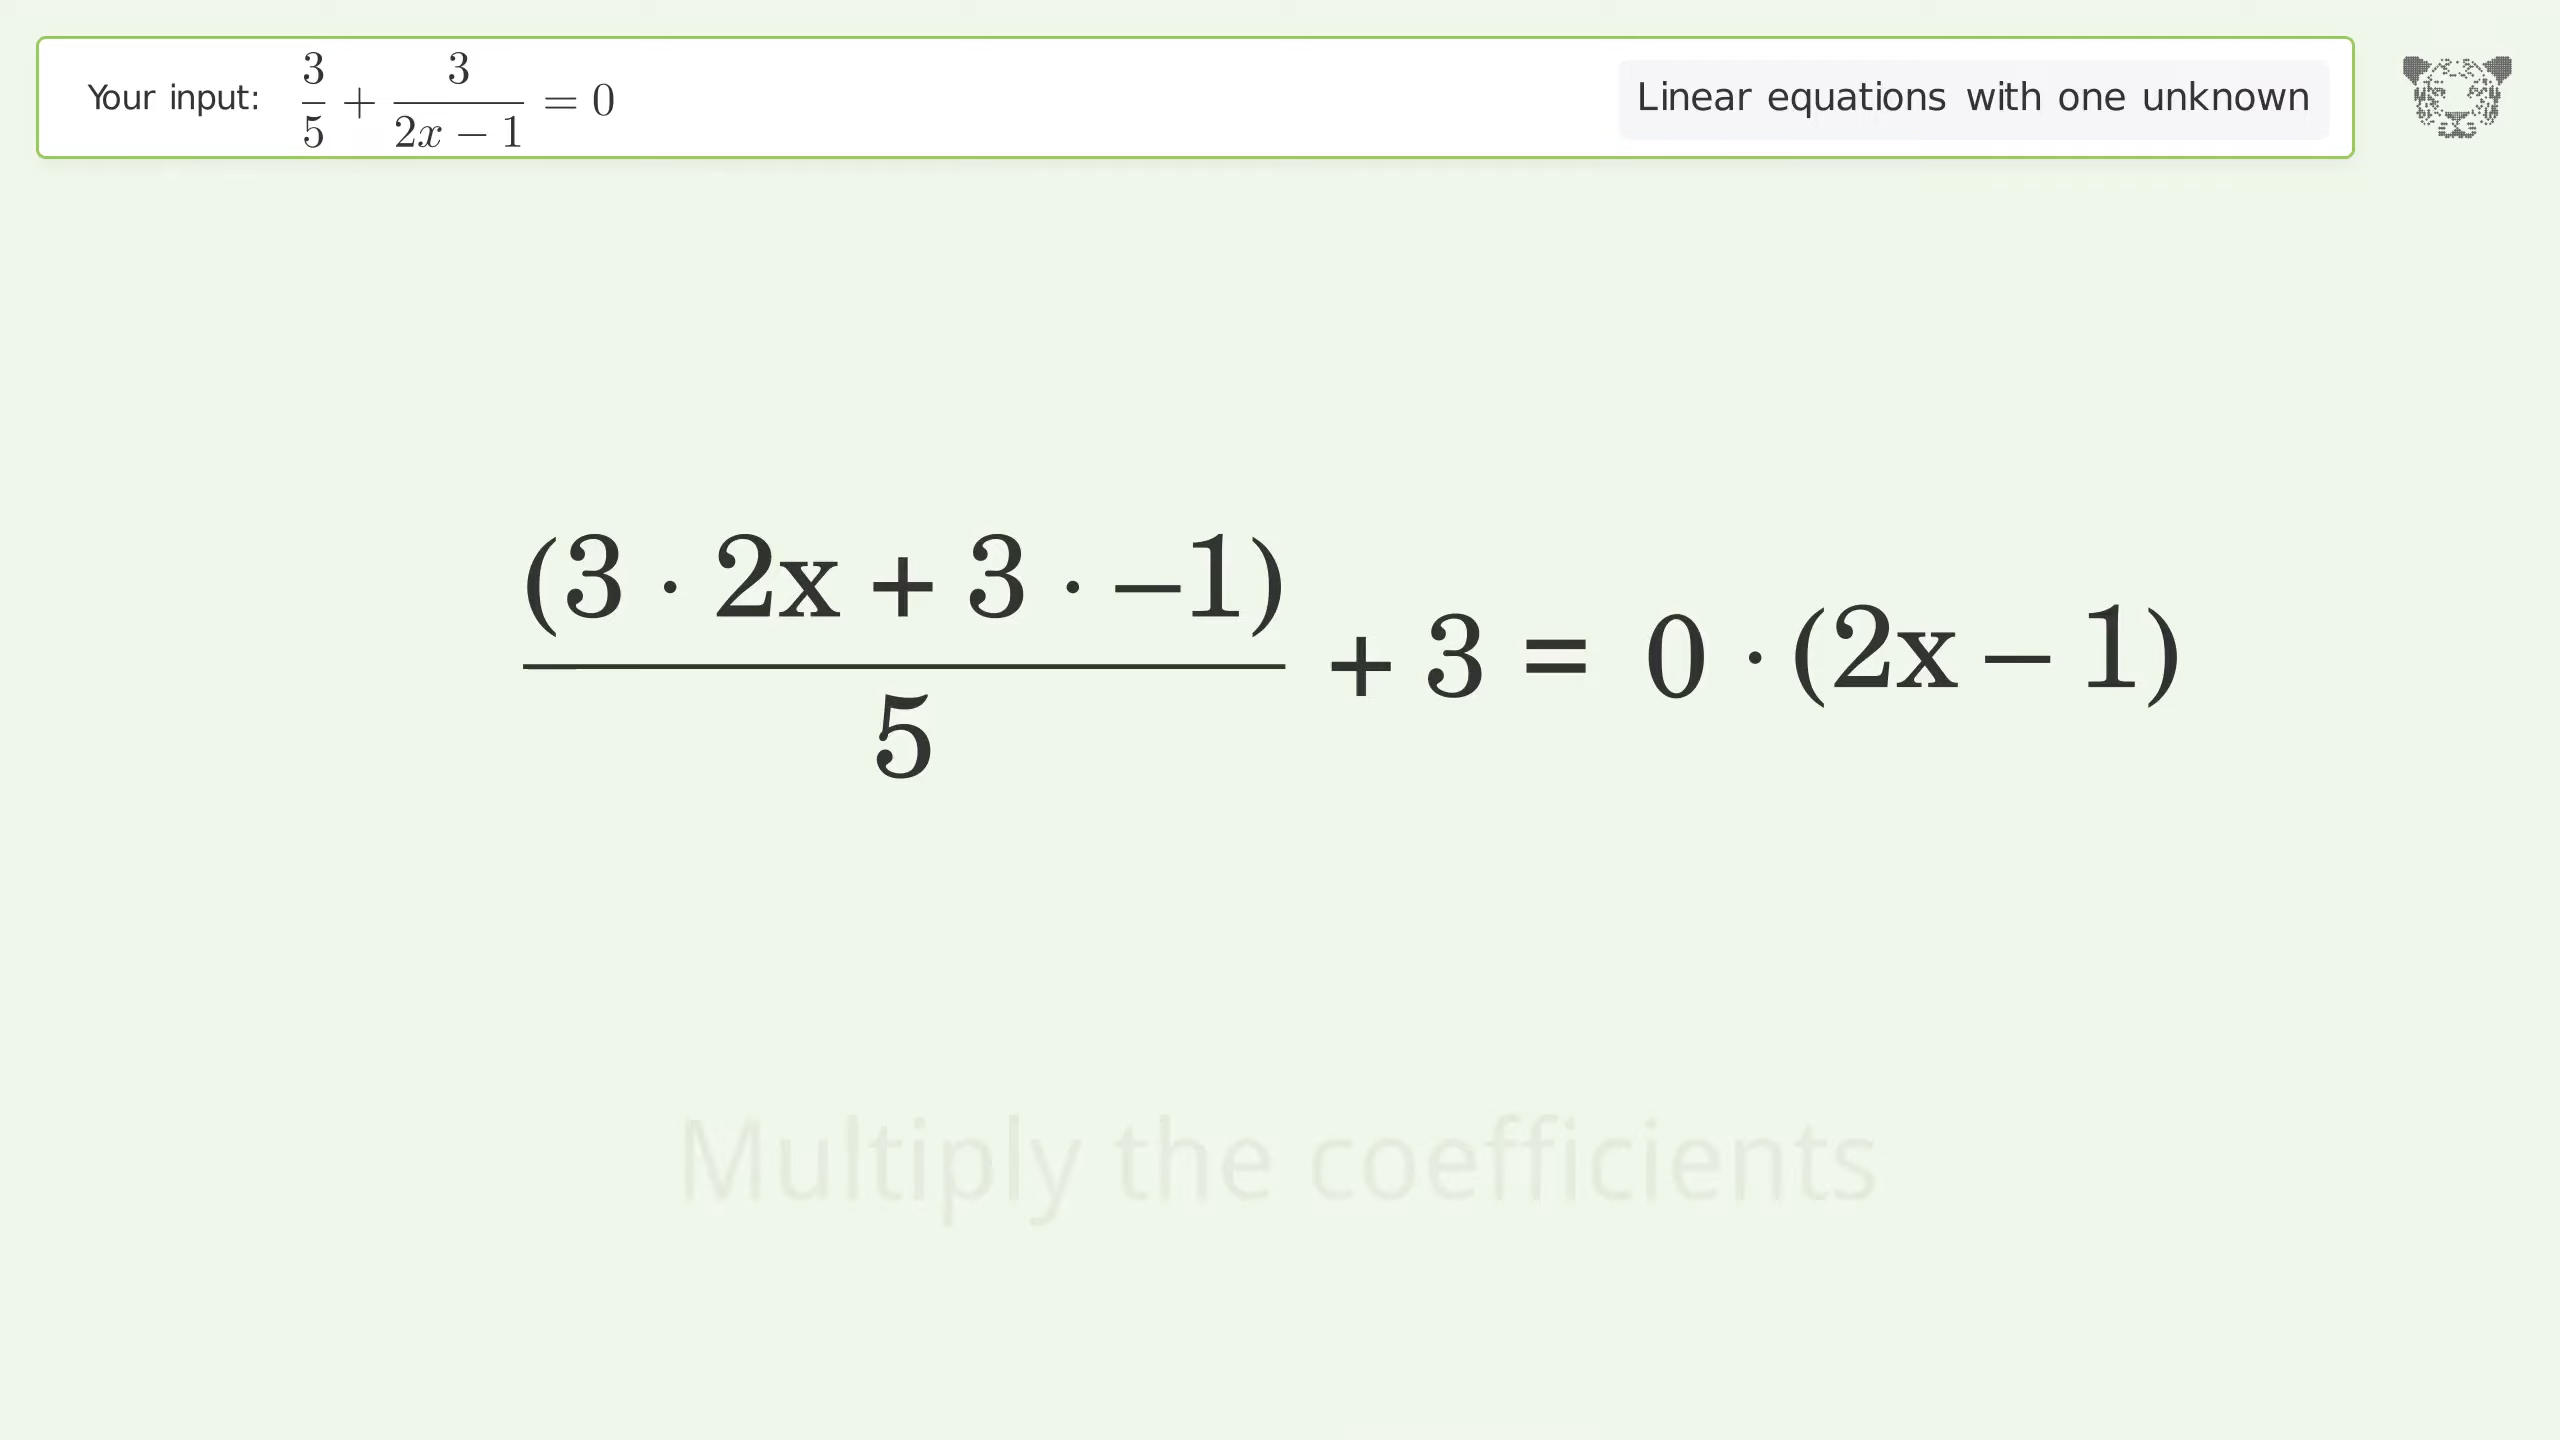 Your input: 3/5 + 3/(2x − 1) = 0
Linear equations with one unknown
(3 · 2x + 3 · −1)/5 + 3 = 0 · (2x − 1)
Multiply the coefficients